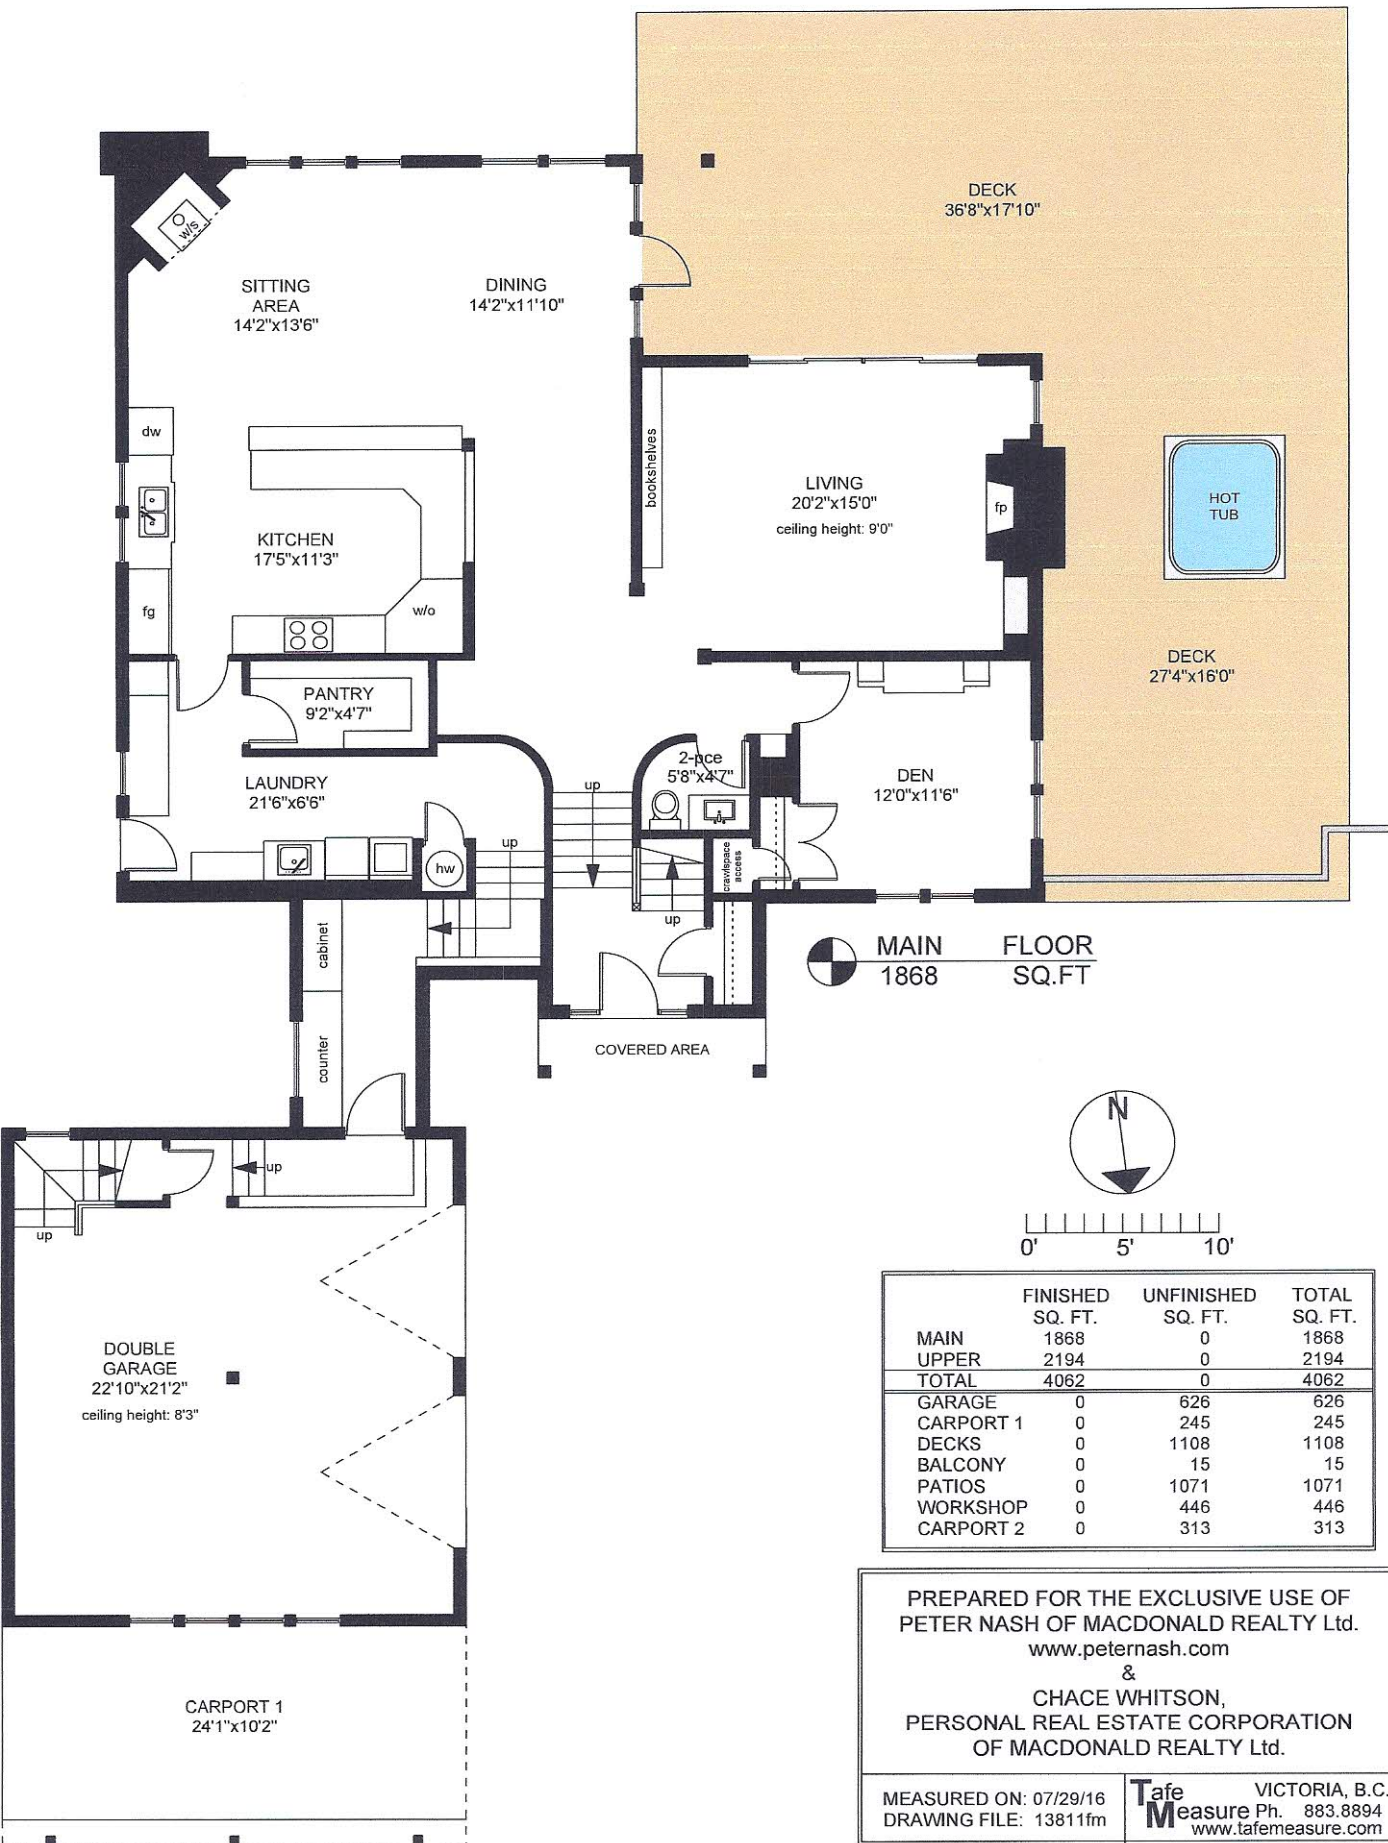 DECK
36'8"x17'10"
w/s
SITTING
AREA
14'2"x13'6"
DINING
14'2"x11'10"
dw
bookshelves
LIVING
20'2"x15'0"
ceiling height: 9'0"
fp
HOT
TUB
KITCHEN
17'5"x11'3"
fg
w/o
DECK
27'4"x16'0"
PANTRY
9'2"x4'7"
2-pce
5'8"x4'7"
LAUNDRY
21'6"x6'6"
up
DEN
12'0"x11'6"
up
hw
crawlspace
access
up
cabinet
MAIN FLOOR
1868 SQ.FT
counter
COVERED AREA
N
up
up
0' 5' 10'
DOUBLE
GARAGE
22'10"x21'2"
ceiling height: 8'3"
FINISHED UNFINISHED TOTAL
SQ. FT. SQ. FT. SQ. FT.
MAIN 1868 0 1868
UPPER 2194 0 2194
TOTAL 4062 0 4062
GARAGE 0 626 626
CARPORT 1 0 245 245
DECKS 0 1108 1108
BALCONY 0 15 15
PATIOS 0 1071 1071
WORKSHOP 0 446 446
CARPORT 2 0 313 313
CARPORT 1
24'1"x10'2"
PREPARED FOR THE EXCLUSIVE USE OF
PETER NASH OF MACDONALD REALTY Ltd.
www.peternash.com
&
CHACE WHITSON,
PERSONAL REAL ESTATE CORPORATION
OF MACDONALD REALTY Ltd.
MEASURED ON: 07/29/16
DRAWING FILE: 13811fm
Tafe VICTORIA, B.C.
Measure Ph. 883.8894
www.tafemeasure.com